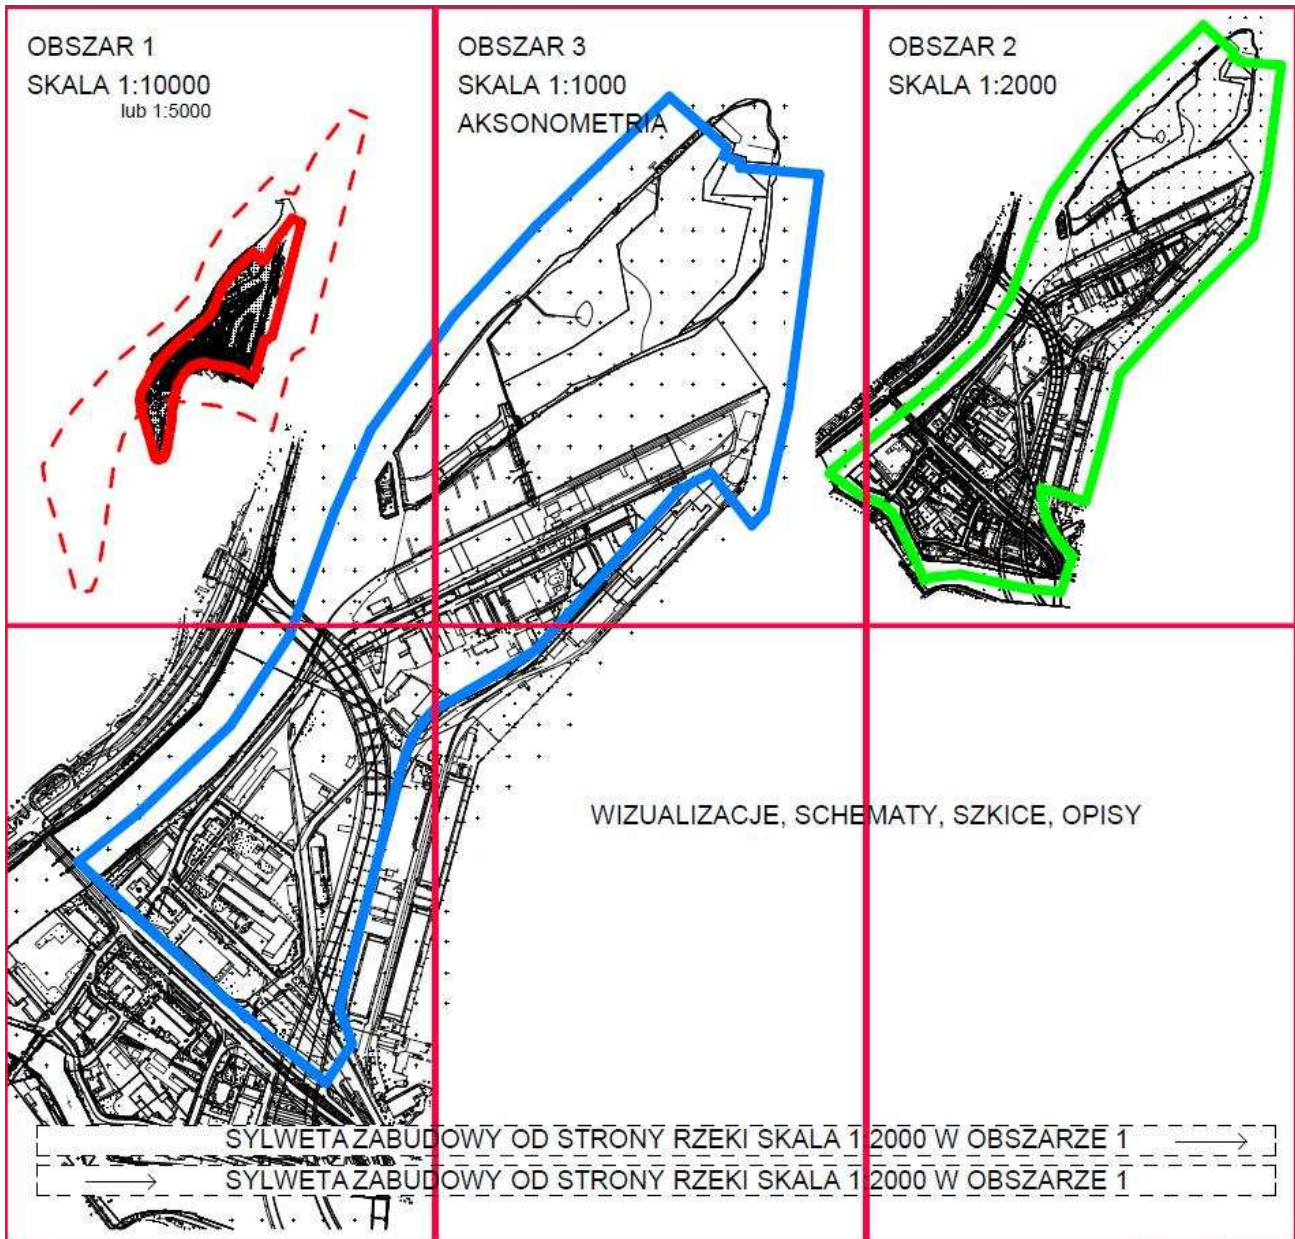 OBSZAR 1
SKALA 1:10000
lub 1:5000
OBSZAR 3
SKALA 1:1000
AKSONOMETRIA
OBSZAR 2
SKALA 1:2000
WIZUALIZACJE, SCHEMATY, SZKICE, OPISY
SYLWETA ZABUDOWY OD STRONY RZEKI SKALA 1:2000 W OBSZARZE 1
SYLWETA ZABUDOWY OD STRONY RZEKI SKALA 1:2000 W OBSZARZE 1